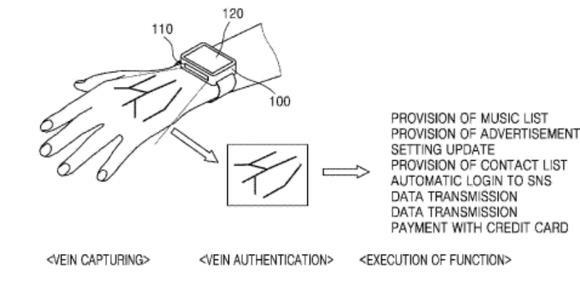 120
110
100
PROVISION OF MUSIC LIST
PROVISION OF ADVERTISEMENT
SETTING UPDATE
PROVISION OF CONTACT LIST
AUTOMATIC LOGIN TO SNS
DATA TRANSMISSION
DATA TRANSMISSION
PAYMENT WITH CREDIT CARD
<VEIN CAPTURING> <VEIN AUTHENTICATION> <EXECUTION OF FUNCTION>